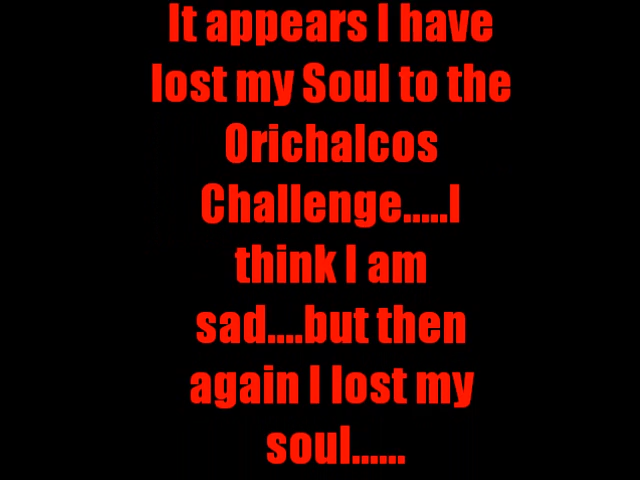 It appears I have
lost my Soul to the
Orichalcos
Challenge.....I
think I am
sad....but then
again I lost my
soul......